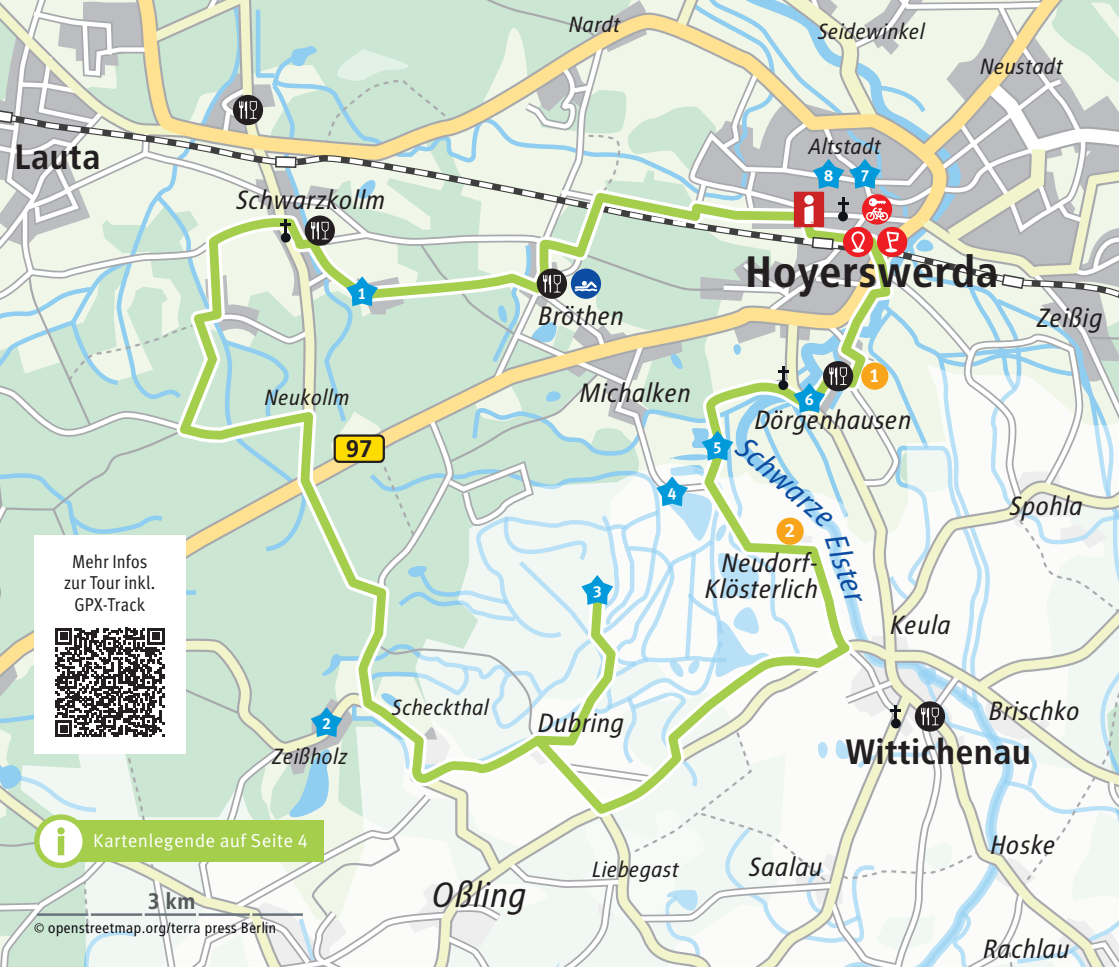 Nardt
Seidewinkel
Neustadt
Lauta
Altstadt
8
7
Schwarzkollm
Hoyerswerda
1
Bröthen
Zeißig
Neukollm
Michalken
1
6
Dörgenhausen
97
5
Schwarze Elster
4
Spohla
2
Mehr Infos
zur Tour inkl.
GPX-Track
Neudorf-
Klösterlich
3
Keula
Scheckthal
Dubring
Brischko
2
Zeißholz
Wittichenau
Kartenlegende auf Seite 4
Hoske
Liebegast
Saalau
Oßling
3 km
© openstreetmap.org/terra press Berlin
Rachlau